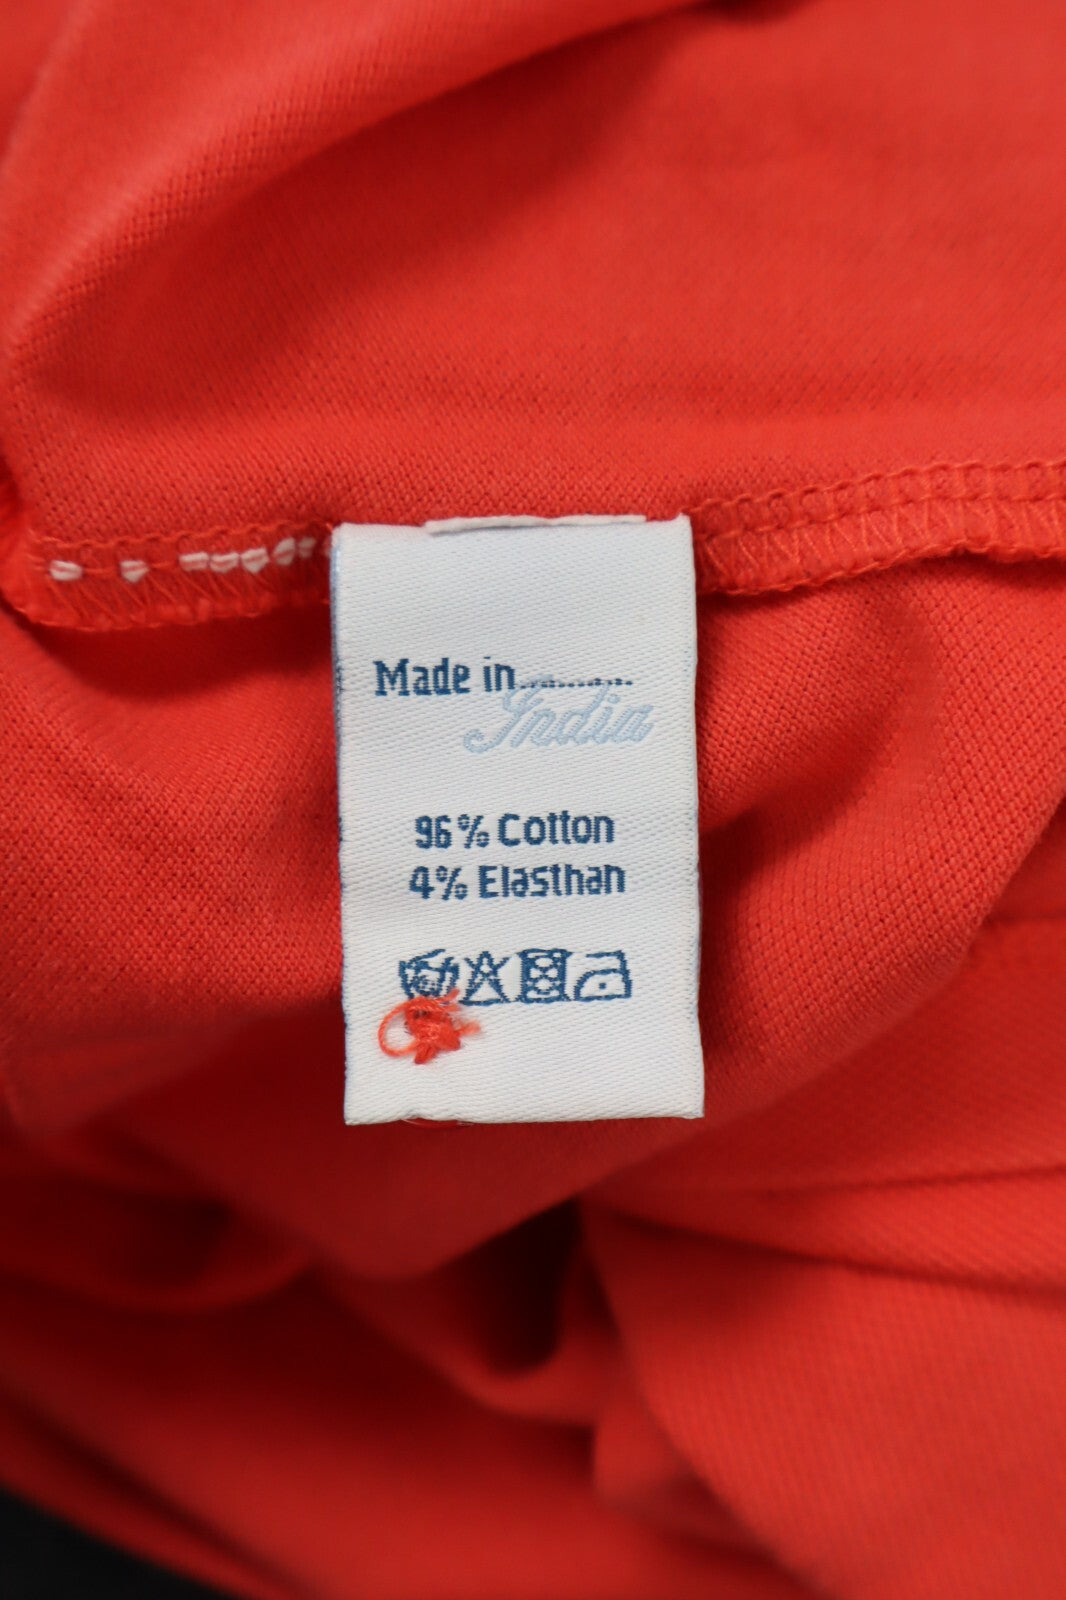 Made in............
India
96% Cotton
4% Elasthan